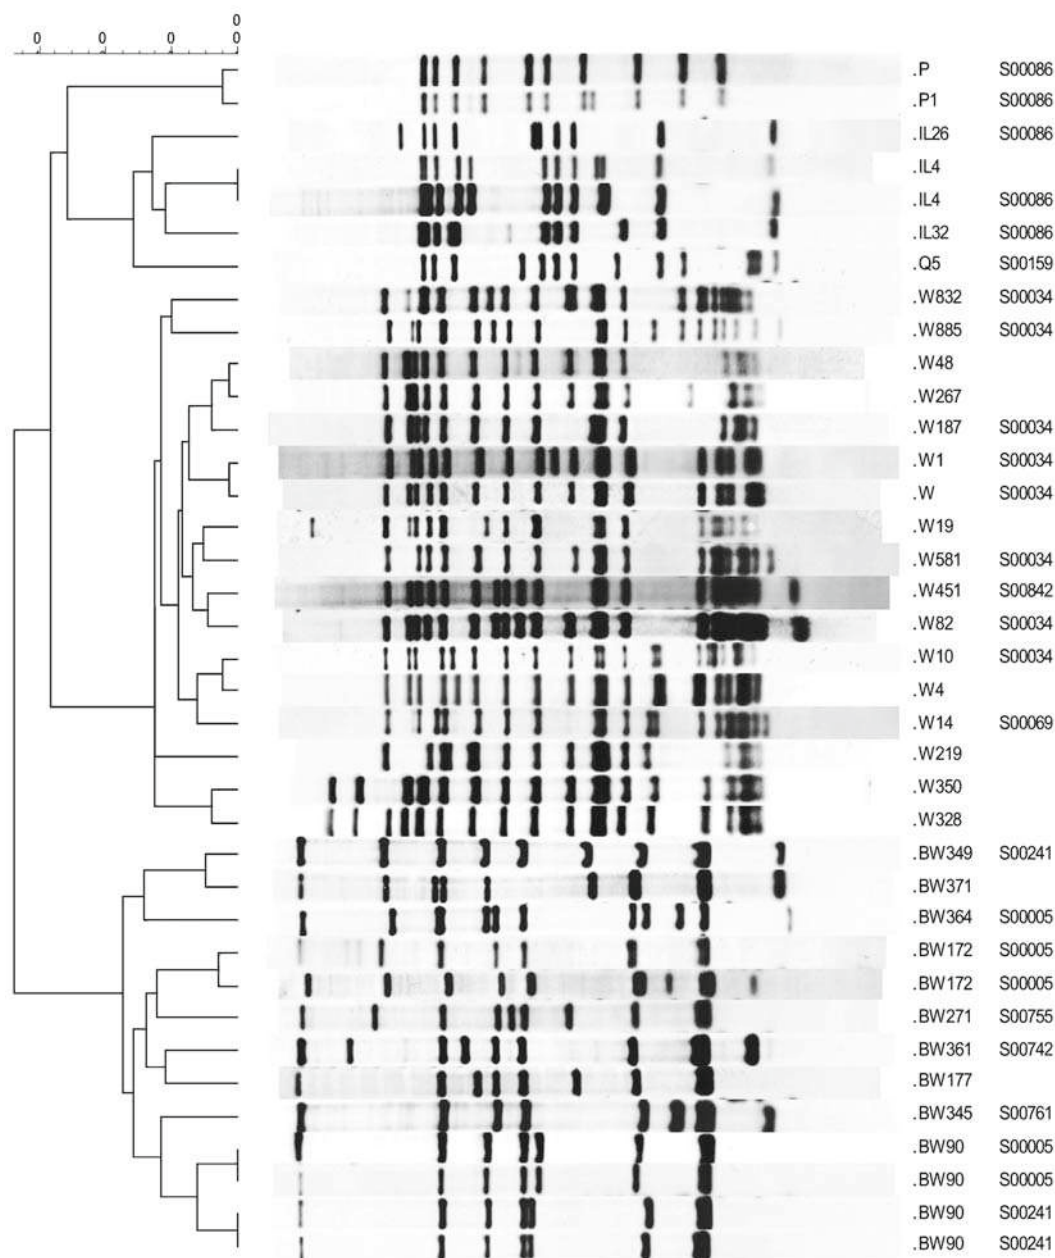 0
0 0 0 0
.P S00086
.P1 S00086
.IL26 S00086
.IL4
.IL4 S00086
.IL32 S00086
.Q5 S00159
.W832 S00034
.W885 S00034
.W48
.W267
.W187 S00034
.W1 S00034
.W S00034
.W19
.W581 S00034
.W451 S00842
.W82 S00034
.W10 S00034
.W4
.W14 S00069
.W219
.W350
.W328
.BW349 S00241
.BW371
.BW364 S00005
.BW172 S00005
.BW172 S00005
.BW271 S00755
.BW361 S00742
.BW177
.BW345 S00761
.BW90 S00005
.BW90 S00005
.BW90 S00241
.BW90 S00241